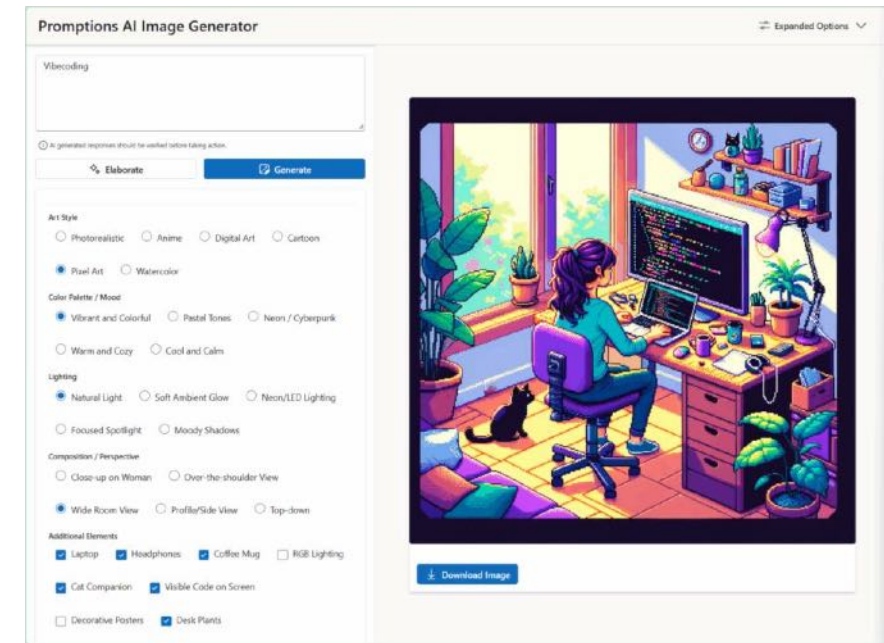 Promptions AI Image Generator
Expanded Options
Vibecoding
AI generated responses should be verified before taking action.
Elaborate
Generate
Art Style
Photorealistic Anime Digital Art Cartoon
Pixel Art Watercolor
Color Palette / Mood
Vibrant and Colorful Pastel Tones Neon / Cyberpunk
Warm and Cozy Cool and Calm
Lighting
Natural Light Soft Ambient Glow Neon/LED Lighting
Focused Spotlight Moody Shadows
Composition / Perspective
Close-up on Woman Over-the-shoulder View
Wide Room View Profile/Side View Top-down
Additional Elements
Laptop Headphones Coffee Mug RGB Lighting
Cat Companion Visible Code on Screen
Decorative Posters Desk Plants
Download Image